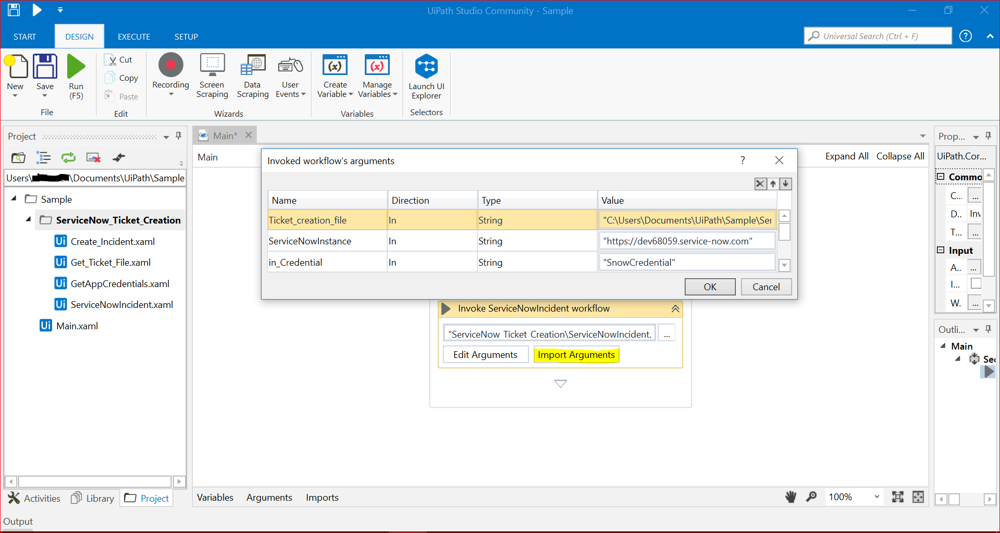 UiPath Studio Community - Sample
START DESIGN EXECUTE SETUP
Universal Search (Ctrl + F)
?
New
Save
Run
(F5)
File
Cut
Copy
Paste
Edit
Recording
Screen
Scraping
Data
Scraping
User
Events
Wizards
Create
Variable
Manage
Variables
Variables
Launch UI
Explorer
Selectors
Project
Users\ \Documents\UiPath\Sample
Sample
ServiceNow_Ticket_Creation
Ui Create_Incident.xaml
Ui Get_Ticket_File.xaml
Ui GetAppCredentials.xaml
Ui ServiceNowIncident.xaml
Ui Main.xaml
Activities Library Project
Output
Main*
Main
Expand All Collapse All
Invoked workflow's arguments ?
Name Direction Type Value
Ticket_creation_file In String "C:\Users\Documents\UiPath\Sample\Ser
ServiceNowInstance In String "https://dev68059.service-now.com"
in_Credential In String "SnowCredential"
OK Cancel
Invoke ServiceNowIncident workflow
"ServiceNow_Ticket_Creation\ServiceNowIncident. ...
Edit Arguments Import Arguments
Variables Arguments Imports
100%
Prop...
UiPath.Cor...
Commo
C... ...
D.. Inv
T... ...
Input
A.. ...
I...
W. ...
Outli...
Main
Sec